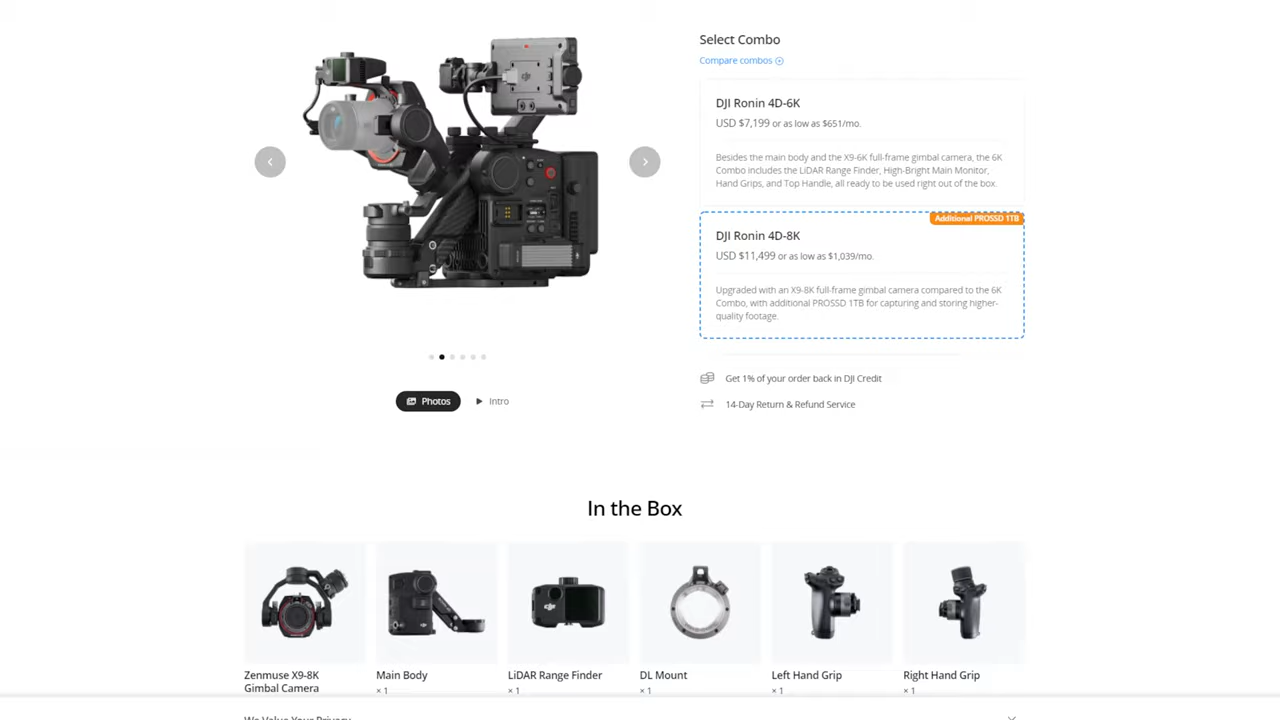 Select Combo
Compare combos
DJI Ronin 4D-6K
USD $7,199 or as low as $651/mo.
Besides the main body and the X9-6K full-frame gimbal camera, the 6K
Combo includes the LiDAR Range Finder, High-Bright Main Monitor,
Hand Grips, and Top Handle, all ready to be used right out of the box.
Additional PROSSD 1TB
DJI Ronin 4D-8K
USD $11,499 or as low as $1,039/mo.
Upgraded with an X9-8K full-frame gimbal camera compared to the 6K
Combo, with additional PROSSD 1TB for capturing and storing higher-
quality footage.
Photos
Intro
Get 1% of your order back in DJI Credit
14-Day Return & Refund Service
In the Box
Zenmuse X9-8K
Gimbal Camera
Main Body
× 1
LiDAR Range Finder
× 1
DL Mount
× 1
Left Hand Grip
× 1
Right Hand Grip
× 1
We Value Your Privacy